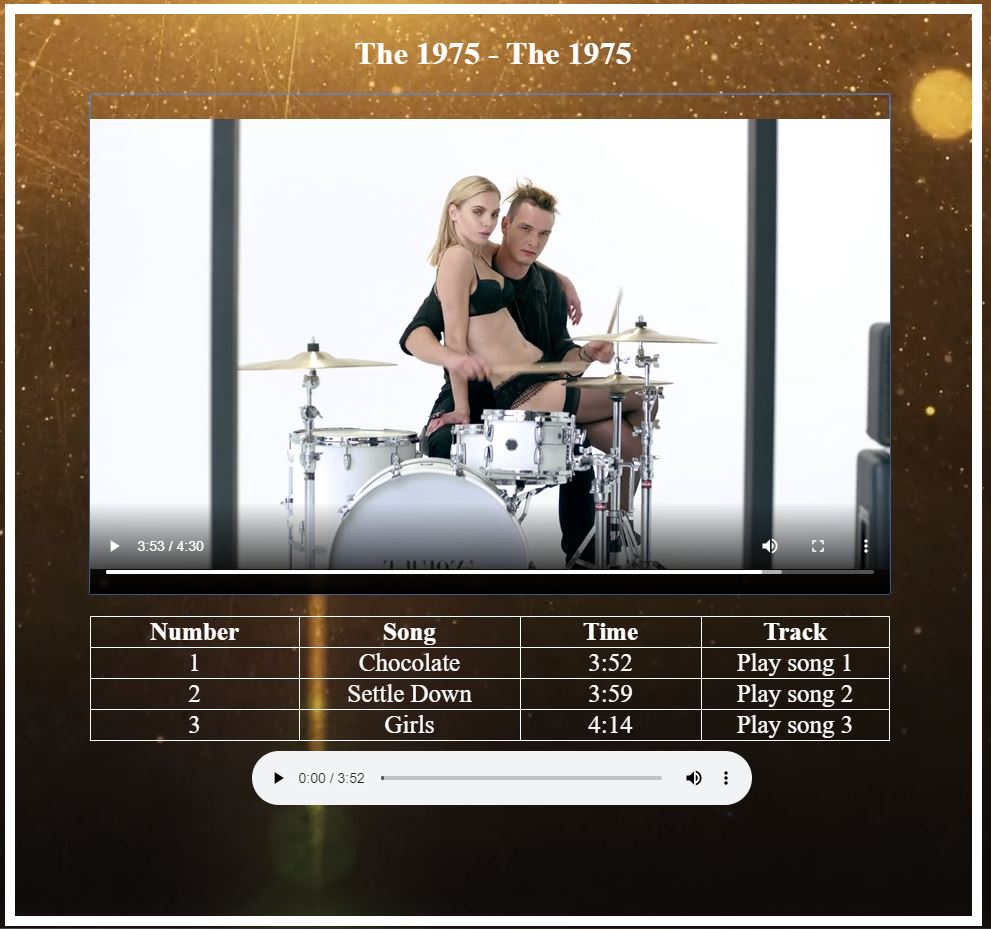 The 1975 - The 1975
3:53 / 4:30
Number Song Time Track
1 Chocolate 3:52 Play song 1
2 Settle Down 3:59 Play song 2
3 Girls 4:14 Play song 3
0:00 / 3:52